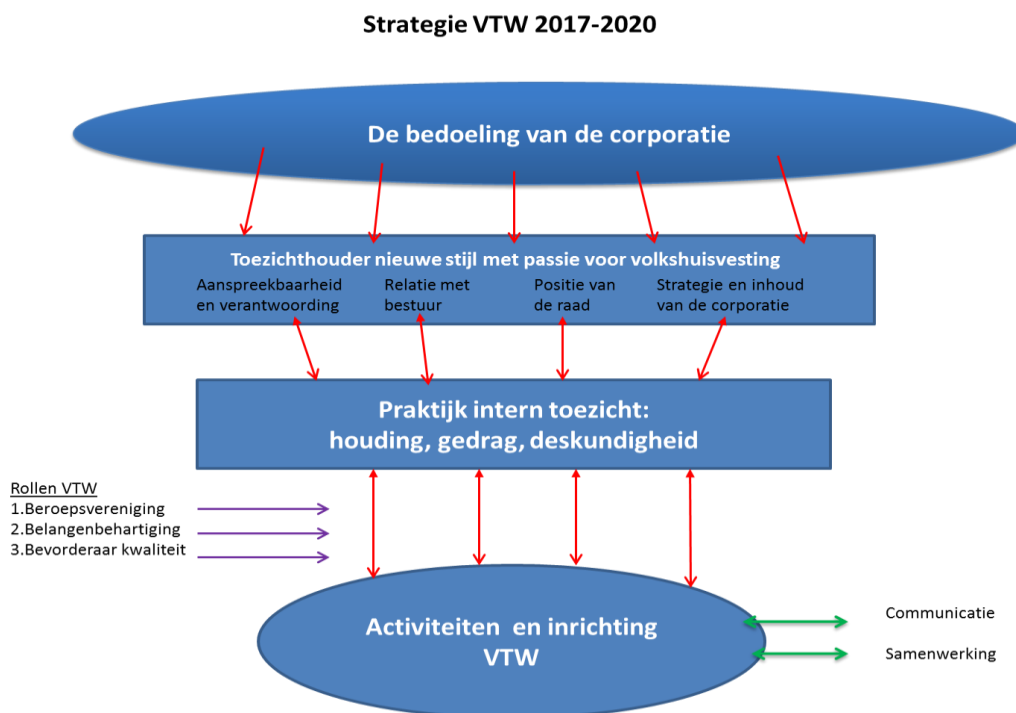 Strategie VTW 2017-2020
De bedoeling van de corporatie
Toezichthouder nieuwe stijl met passie voor volkshuisvesting
Aanspreekbaarheid
en verantwoording
Relatie met
bestuur
Positie van
de raad
Strategie en inhoud
van de corporatie
Praktijk intern toezicht:
houding, gedrag, deskundigheid
Rollen VTW
1.Beroepsvereniging
2.Belangenbehartiging
3.Bevorderaar kwaliteit
Activiteiten en inrichting
VTW
Communicatie
Samenwerking